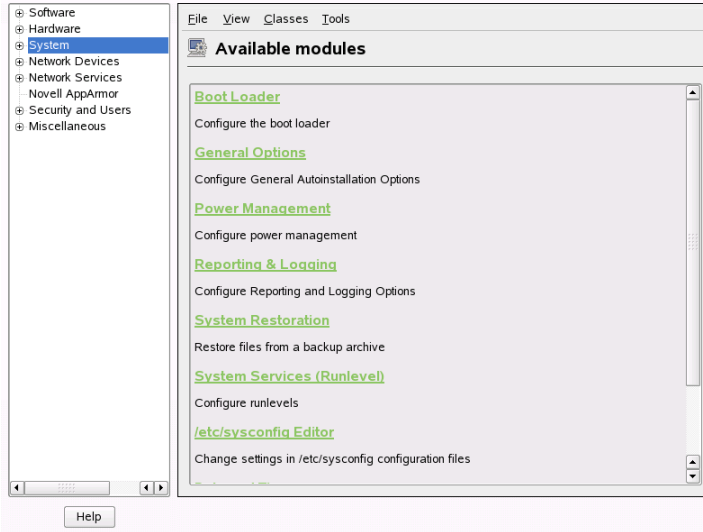 Software
Hardware
System
Network Devices
Network Services
Novell AppArmor
Security and Users
Miscellaneous
File View Classes Tools
Available modules
Boot Loader
Configure the boot loader
General Options
Configure General Autoinstallation Options
Power Management
Configure power management
Reporting & Logging
Configure Reporting and Logging Options
System Restoration
Restore files from a backup archive
System Services (Runlevel)
Configure runlevels
/etc/sysconfig Editor
Change settings in /etc/sysconfig configuration files
Help